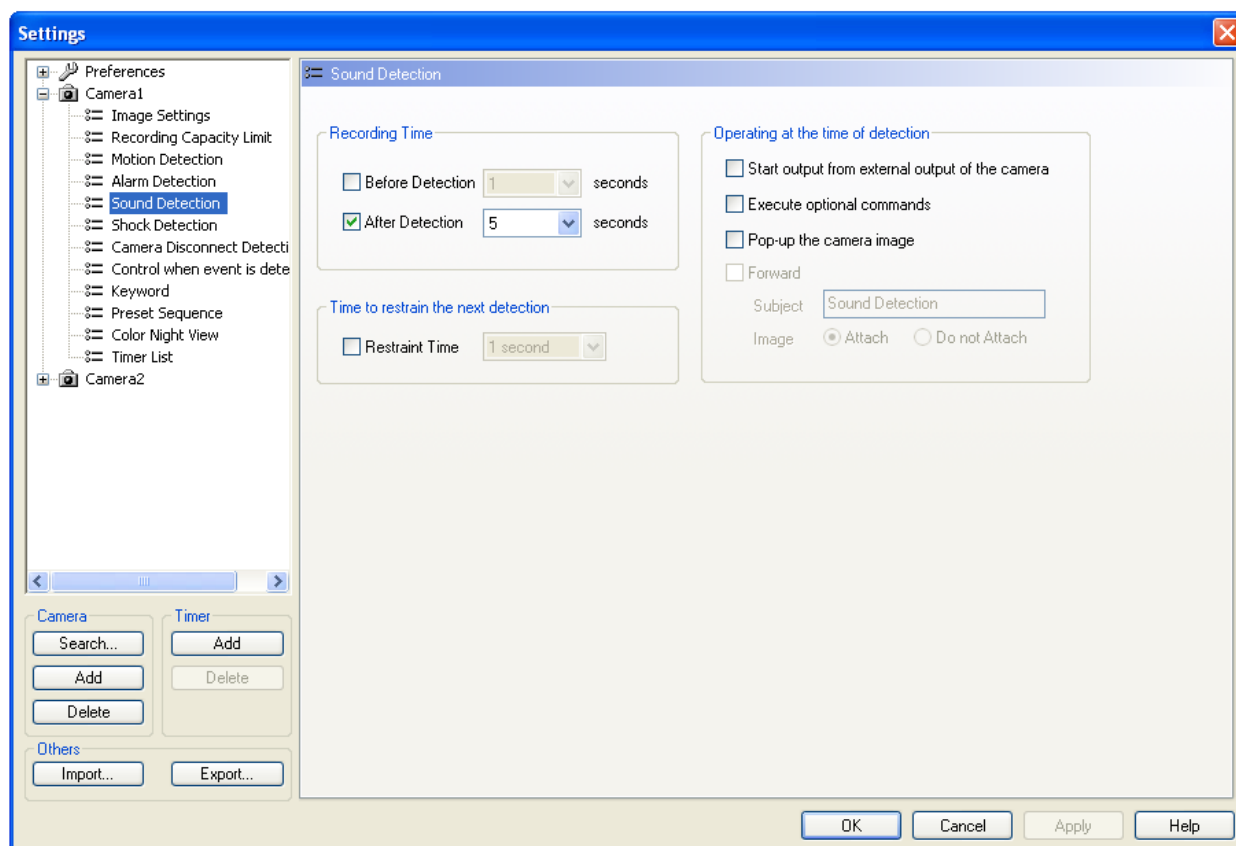 Settings
Preferences
Camera1
Image Settings
Recording Capacity Limit
Motion Detection
Alarm Detection
Sound Detection
Shock Detection
Camera Disconnect Detecti
Control when event is dete
Keyword
Preset Sequence
Color Night View
Timer List
Camera2
Camera
Search...
Add
Delete
Timer
Add
Delete
Others
Import...
Export...
Sound Detection
Recording Time
Before Detection 1 seconds
After Detection 5 seconds
Time to restrain the next detection
Restraint Time 1 second
Operating at the time of detection
Start output from external output of the camera
Execute optional commands
Pop-up the camera image
Forward
Subject Sound Detection
Image Attach Do not Attach
OK Cancel Apply Help